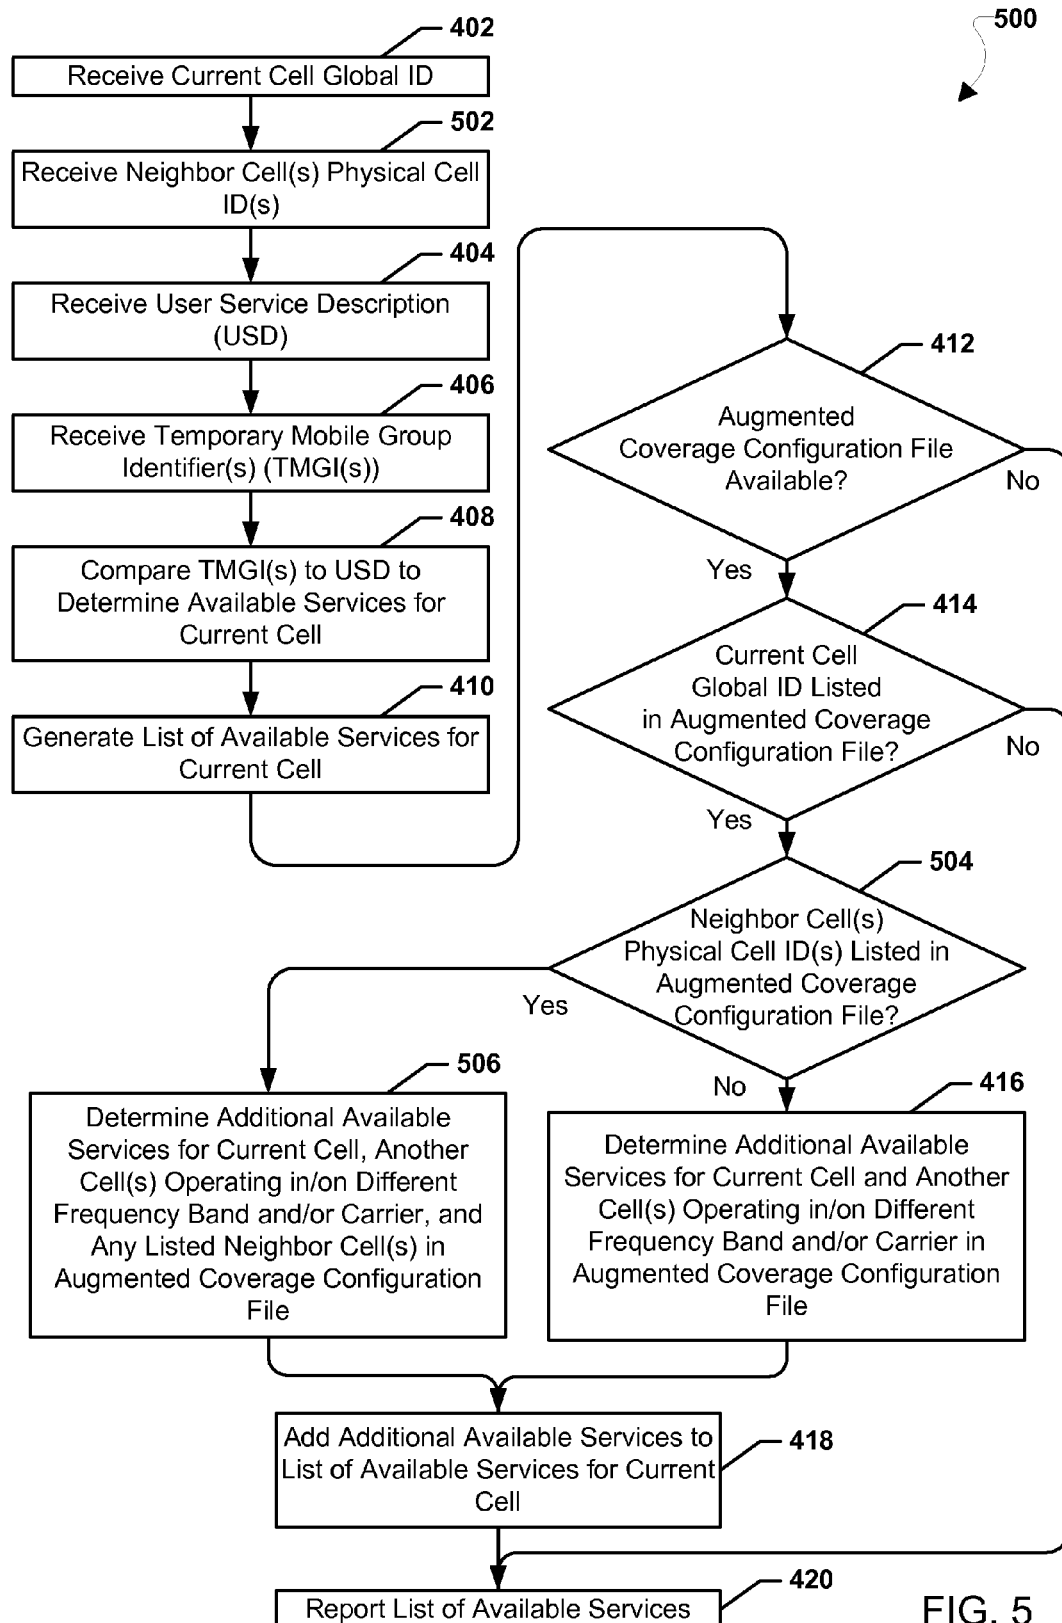 500
402
Receive Current Cell Global ID
502
Receive Neighbor Cell(s) Physical Cell
ID(s)
404
Receive User Service Description
(USD)
406
Receive Temporary Mobile Group
Identifier(s) (TMGI(s))
408
Compare TMGI(s) to USD to
Determine Available Services for
Current Cell
410
Generate List of Available Services for
Current Cell
412
Augmented
Coverage Configuration File
Available?
No
Yes
414
Current Cell
Global ID Listed
in Augmented Coverage
Configuration File?
No
Yes
504
Neighbor Cell(s)
Physical Cell ID(s) Listed in
Augmented Coverage
Configuration File?
Yes
No
506
Determine Additional Available
Services for Current Cell, Another
Cell(s) Operating in/on Different
Frequency Band and/or Carrier, and
Any Listed Neighbor Cell(s) in
Augmented Coverage Configuration
File
416
Determine Additional Available
Services for Current Cell and Another
Cell(s) Operating in/on Different
Frequency Band and/or Carrier in
Augmented Coverage Configuration
File
418
Add Additional Available Services to
List of Available Services for Current
Cell
420
Report List of Available Services
FIG. 5